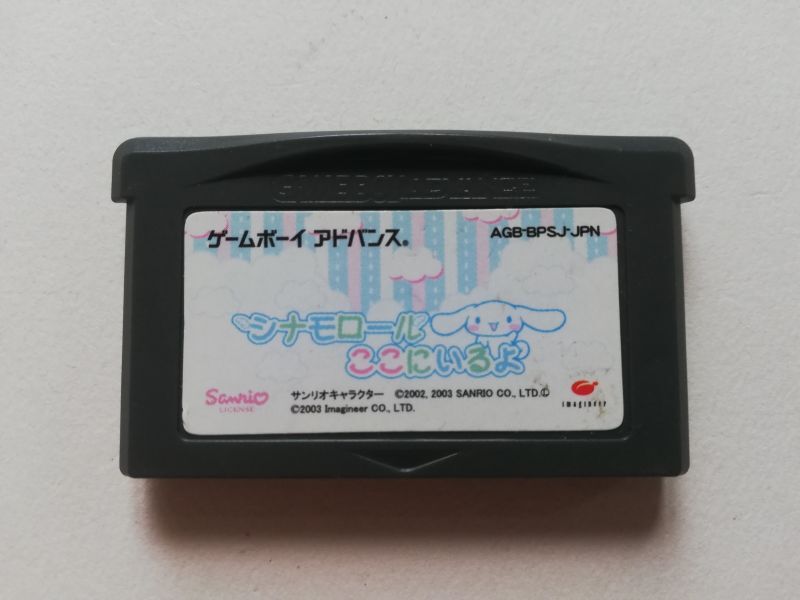 GAMEBOY ADVANCE
ゲームボーイ アドバンス®
AGB-BPSJ-JPN
シナモロール
ここにいるよ
Sanrio
LICENSE
サンリオキャラクター ©2002, 2003 SANRIO CO., LTD.Ⓛ
©2003 Imagineer CO., LTD.
imagineer